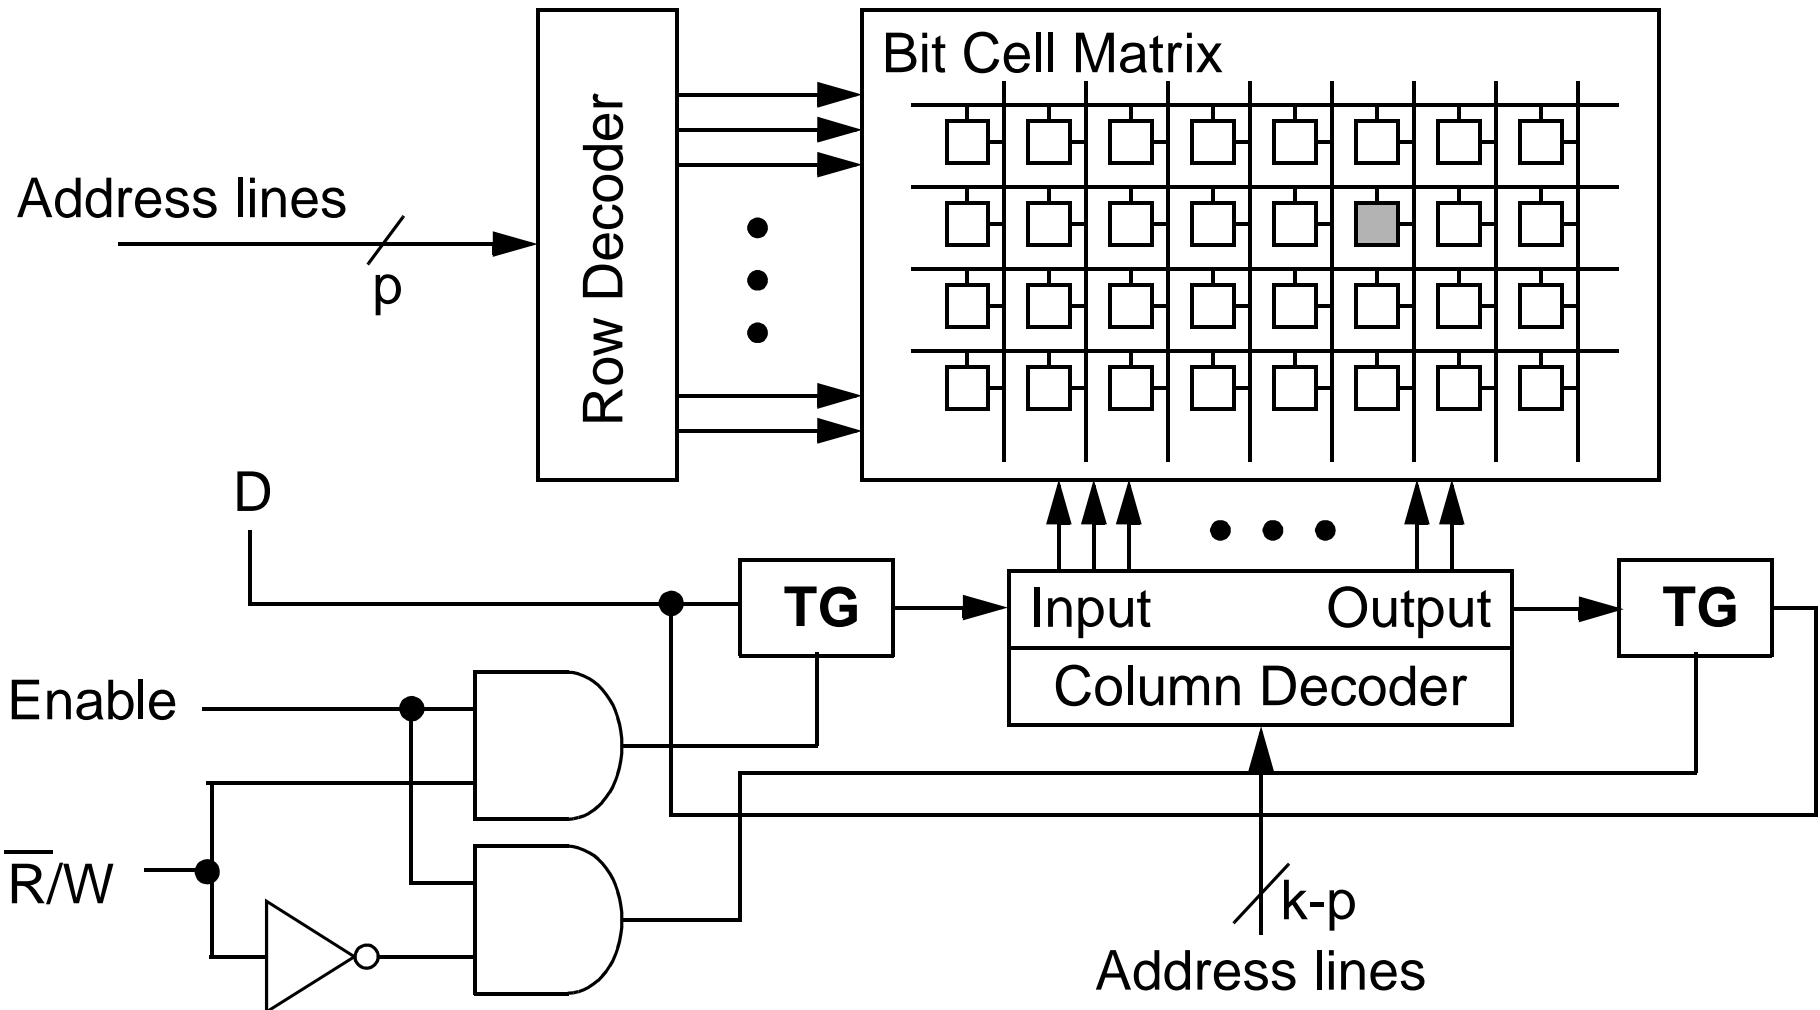 Bit Cell Matrix
Row Decoder
Address lines
p
D
TG
Input Output
TG
Column Decoder
Enable
R̅/W
k-p
Address lines